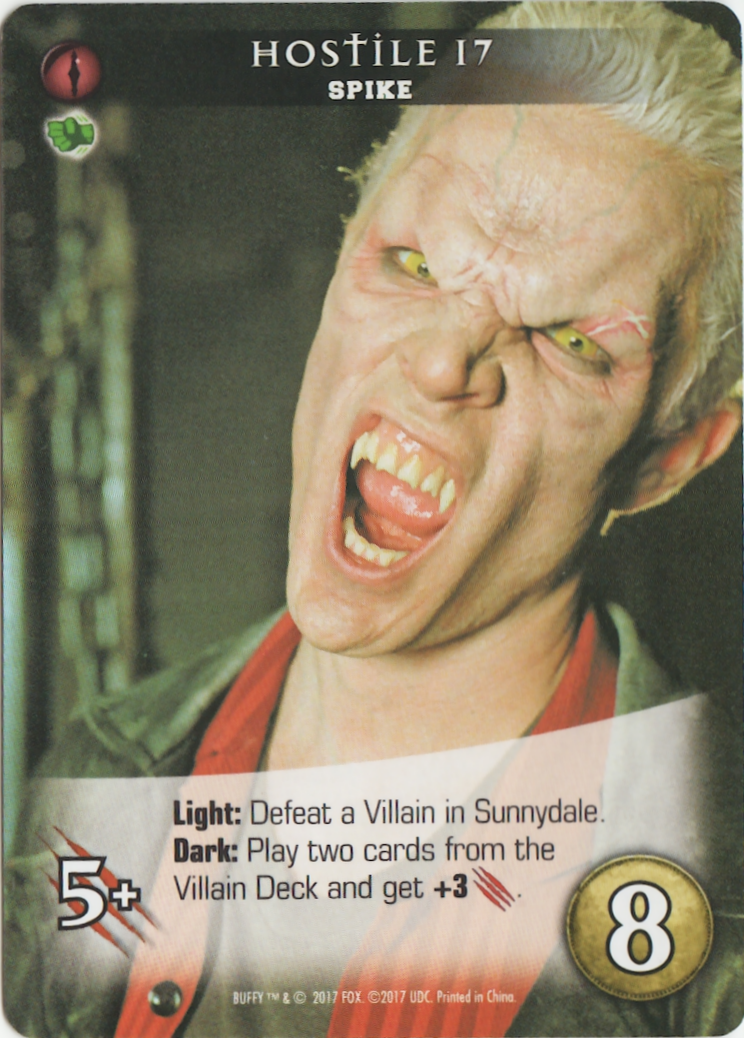 HOSTILE 17
SPIKE
Light: Defeat a Villain in Sunnydale.
Dark: Play two cards from the
Villain Deck and get +3.
5+
8
BUFFY ™ & © 2017 FOX. ©2017 UDC. Printed in China.